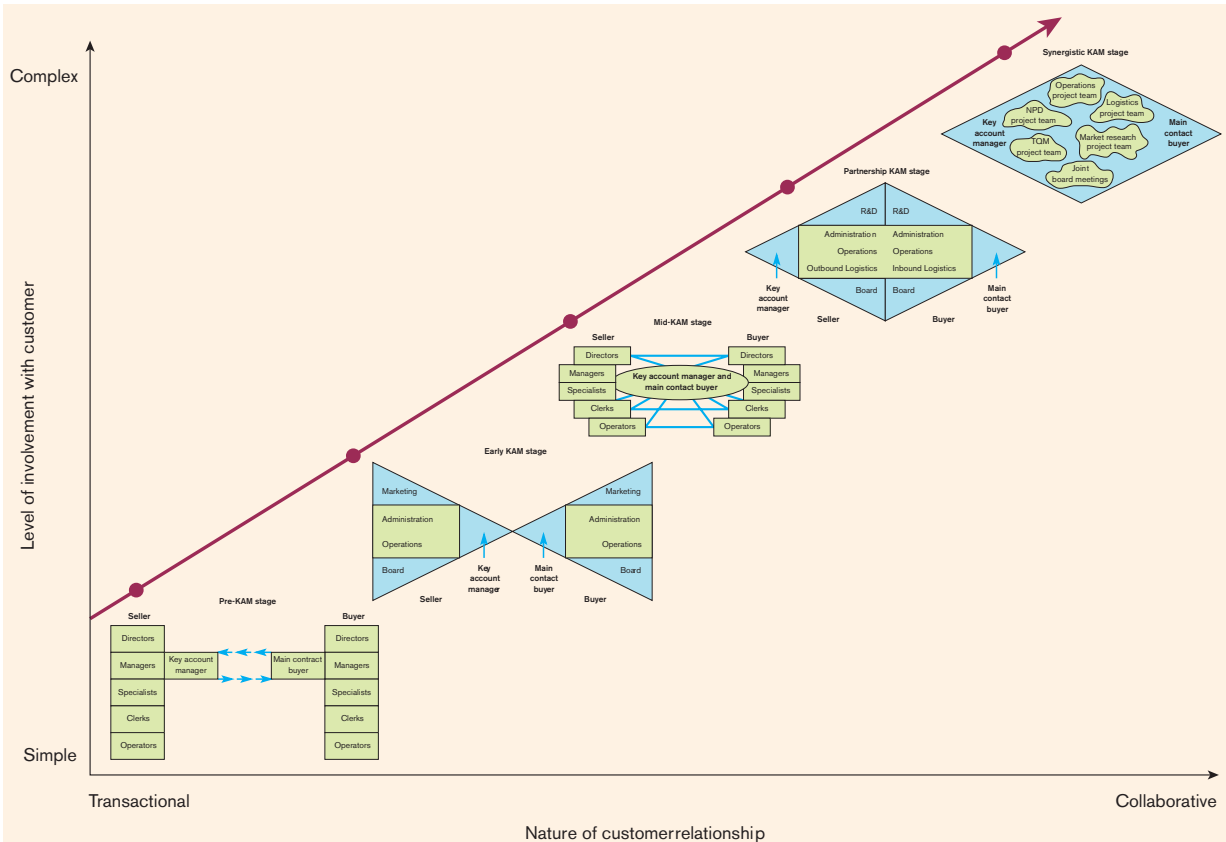 Complex
Level of involvement with customer
Simple
Transactional
Collaborative
Nature of customerrelationship
Synergistic KAM stage
Operations
project team
NPD
project team
Logistics
project team
Key
account
manager
Main
contact
buyer
TQM
project team
Market research
project team
Joint
board meetings
Partnership KAM stage
R&D
R&D
Administration
Administration
Operations
Operations
Outbound Logistics
Inbound Logistics
Board
Board
Key
account
manager
Main
contact
buyer
Seller
Buyer
Mid-KAM stage
Seller
Buyer
Directors
Directors
Managers
Managers
Key account manager and
main contact buyer
Specialists
Specialists
Clerks
Clerks
Operators
Operators
Early KAM stage
Marketing
Marketing
Administration
Administration
Operations
Operations
Board
Board
Key
account
manager
Main
contact
buyer
Seller
Buyer
Pre-KAM stage
Seller
Buyer
Directors
Directors
Managers
Key account
manager
Main contract
buyer
Managers
Specialists
Specialists
Clerks
Clerks
Operators
Operators